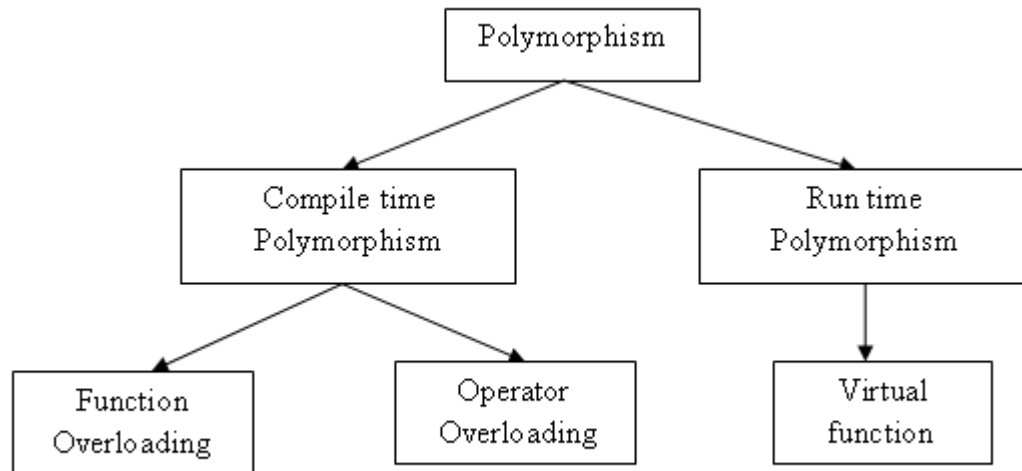 Polymorphism
Compile time
Polymorphism
Run time
Polymorphism
Function
Overloading
Operator
Overloading
Virtual
function